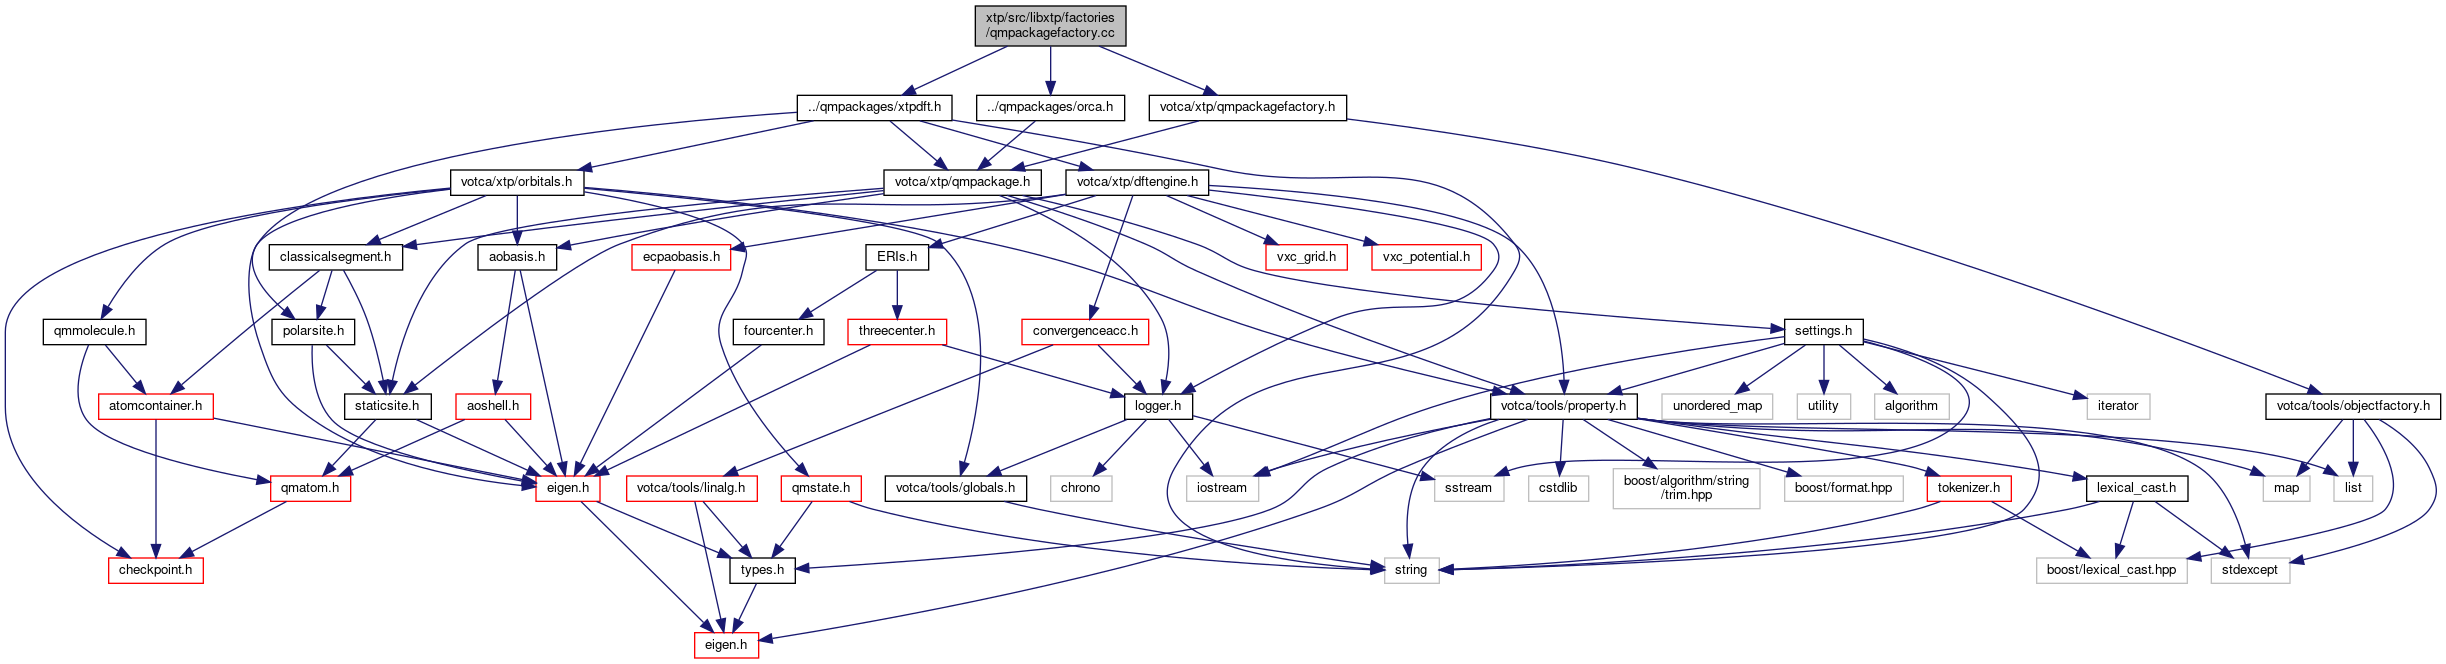 xtp/src/libxtp/factories
/qmpackagefactory.cc
../qmpackages/xtpdft.h
../qmpackages/orca.h
votca/xtp/qmpackagefactory.h
votca/xtp/orbitals.h
votca/xtp/qmpackage.h
votca/xtp/dftengine.h
classicalsegment.h
aobasis.h
ecpaobasis.h
ERIs.h
vxc_grid.h
vxc_potential.h
qmmolecule.h
polarsite.h
fourcenter.h
threecenter.h
convergenceacc.h
settings.h
atomcontainer.h
staticsite.h
aoshell.h
logger.h
votca/tools/property.h
unordered_map
utility
algorithm
iterator
votca/tools/objectfactory.h
qmatom.h
eigen.h
votca/tools/linalg.h
qmstate.h
votca/tools/globals.h
chrono
iostream
sstream
cstdlib
boost/algorithm/string
/trim.hpp
boost/format.hpp
tokenizer.h
lexical_cast.h
map
list
checkpoint.h
types.h
string
boost/lexical_cast.hpp
stdexcept
eigen.h